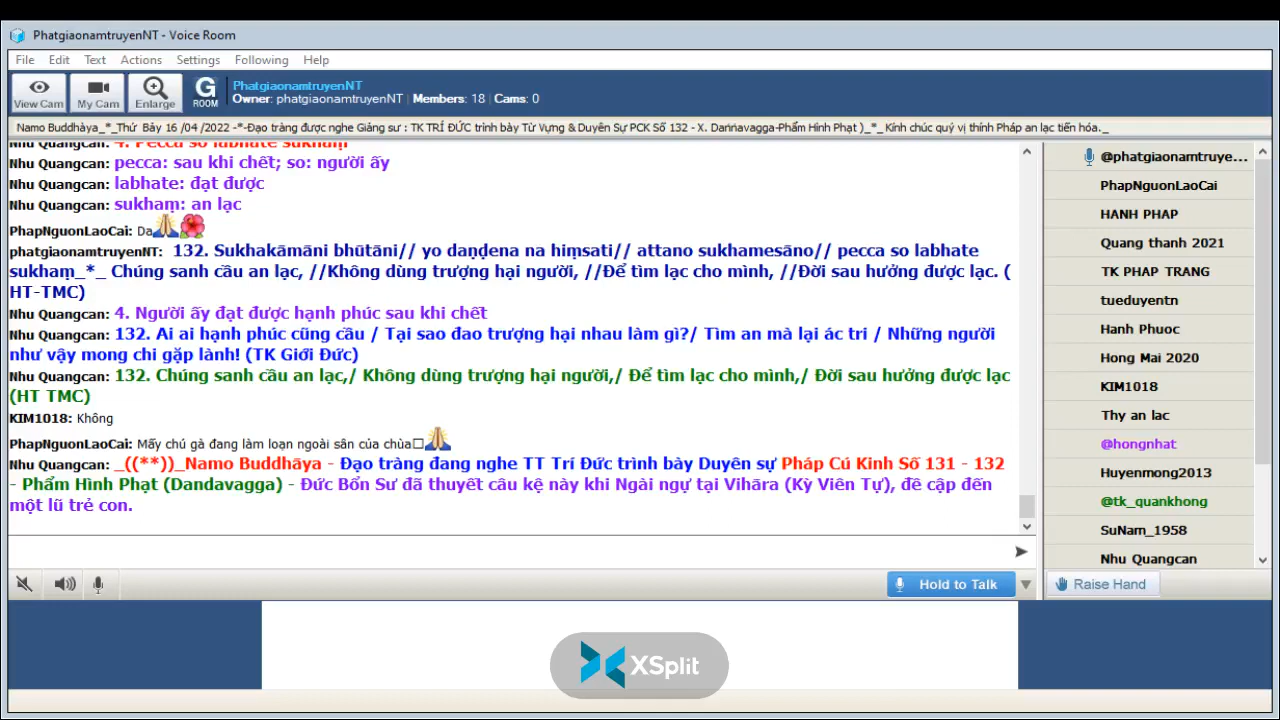 PhatgiaonamtruyenNT - Voice Room
File Edit Text Actions Settings Following Help
View Cam
My Cam
Enlarge
G ROOM
PhatgiaonamtruyenNT
Owner: phatgiaonamtruyenNT | Members: 18 | Cams: 0
Namo Buddhàya_*_Thứ Bảy 16 /04 /2022 -*-Đạo tràng được nghe Giảng sư : TK TRÍ ĐỨC trình bày Từ Vựng & Duyên Sự PCK Số 132 - X. Daṇṇavagga-Phẩm Hình Phạt )_*_ Kính chúc quý vị thính Pháp an lạc tiến hóa._
Nhu Quangcan: 4. Pecca so labhate sukhaṃ
Nhu Quangcan: pecca: sau khi chết; so: người ấy
Nhu Quangcan: labhate: đạt được
Nhu Quangcan: sukhaṃ: an lạc
PhapNguonLaoCai: Da
phatgiaonamtruyenNT: 132. Sukhakāmāni bhūtāni// yo daṇḍena na hiṃsati// attano sukhamesāno// pecca so labhate
sukhaṃ_*_ Chúng sanh cầu an lạc, //Không dùng trượng hại người, //Để tìm lạc cho mình, //Đời sau hưởng được lạc. (
HT-TMC)
Nhu Quangcan: 4. Người ấy đạt được hạnh phúc sau khi chết
Nhu Quangcan: 132. Ai ai hạnh phúc cũng cầu / Tại sao đao trượng hại nhau làm gì?/ Tìm an mà lại ác tri / Những người
như vậy mong chi gặp lành! (TK Giới Đức)
Nhu Quangcan: 132. Chúng sanh cầu an lạc,/ Không dùng trượng hại người,/ Để tìm lạc cho mình,/ Đời sau hưởng được lạc
(HT TMC)
KIM1018: Không
PhapNguonLaoCai: Mấy chú gà đang làm loạn ngoài sân của chùa
Nhu Quangcan: _((**))_Namo Buddhāya - Đạo tràng đang nghe TT Trí Đức trình bày Duyên sự Pháp Cú Kinh Số 131 - 132
- Phẩm Hình Phạt (Dandavagga) - Đức Bổn Sư đã thuyết câu kệ này khi Ngài ngự tại Vihāra (Kỳ Viên Tự), đề cập đến
một lũ trẻ con.
@phatgiaonamtruye...
PhapNguonLaoCai
HANH PHAP
Quang thanh 2021
TK PHAP TRANG
tueduyentn
Hanh Phuoc
Hong Mai 2020
KIM1018
Thy an lac
@hongnhat
Huyenmong2013
@tk_quankhong
SuNam_1958
Nhu Quangcan
Hold to Talk
Raise Hand
XSplit